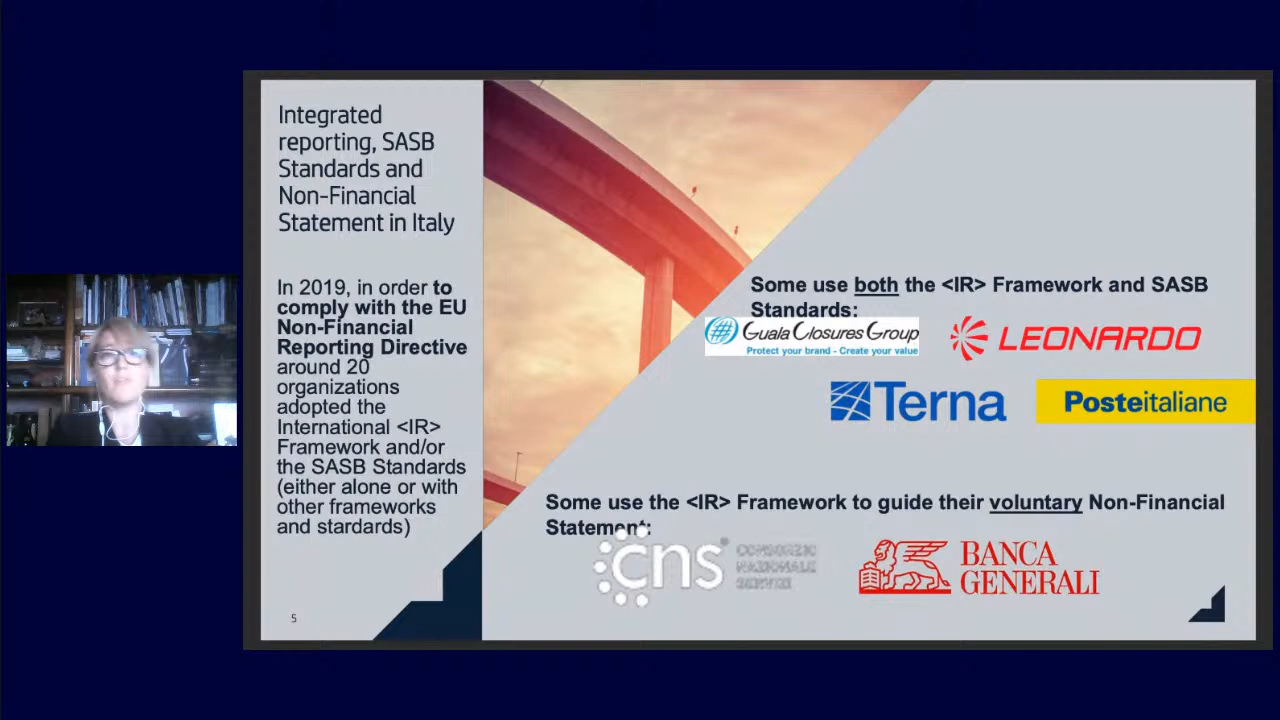 Integrated
reporting, SASB
Standards and
Non-Financial
Statement in Italy
In 2019, in order to
comply with the EU
Non-Financial
Reporting Directive
around 20
organizations
adopted the
International <IR>
Framework and/or
the SASB Standards
(either alone or with
other frameworks
and stardards)
5
Some use both the <IR> Framework and SASB
Standards:
Guala Closures Group
Protect your brand - Create your value
LEONARDO
Terna
Posteitaliane
Some use the <IR> Framework to guide their voluntary Non-Financial
Statement:
cns
CONSORZIO
NAZIONALE
SERVIZI
BANCA
GENERALI